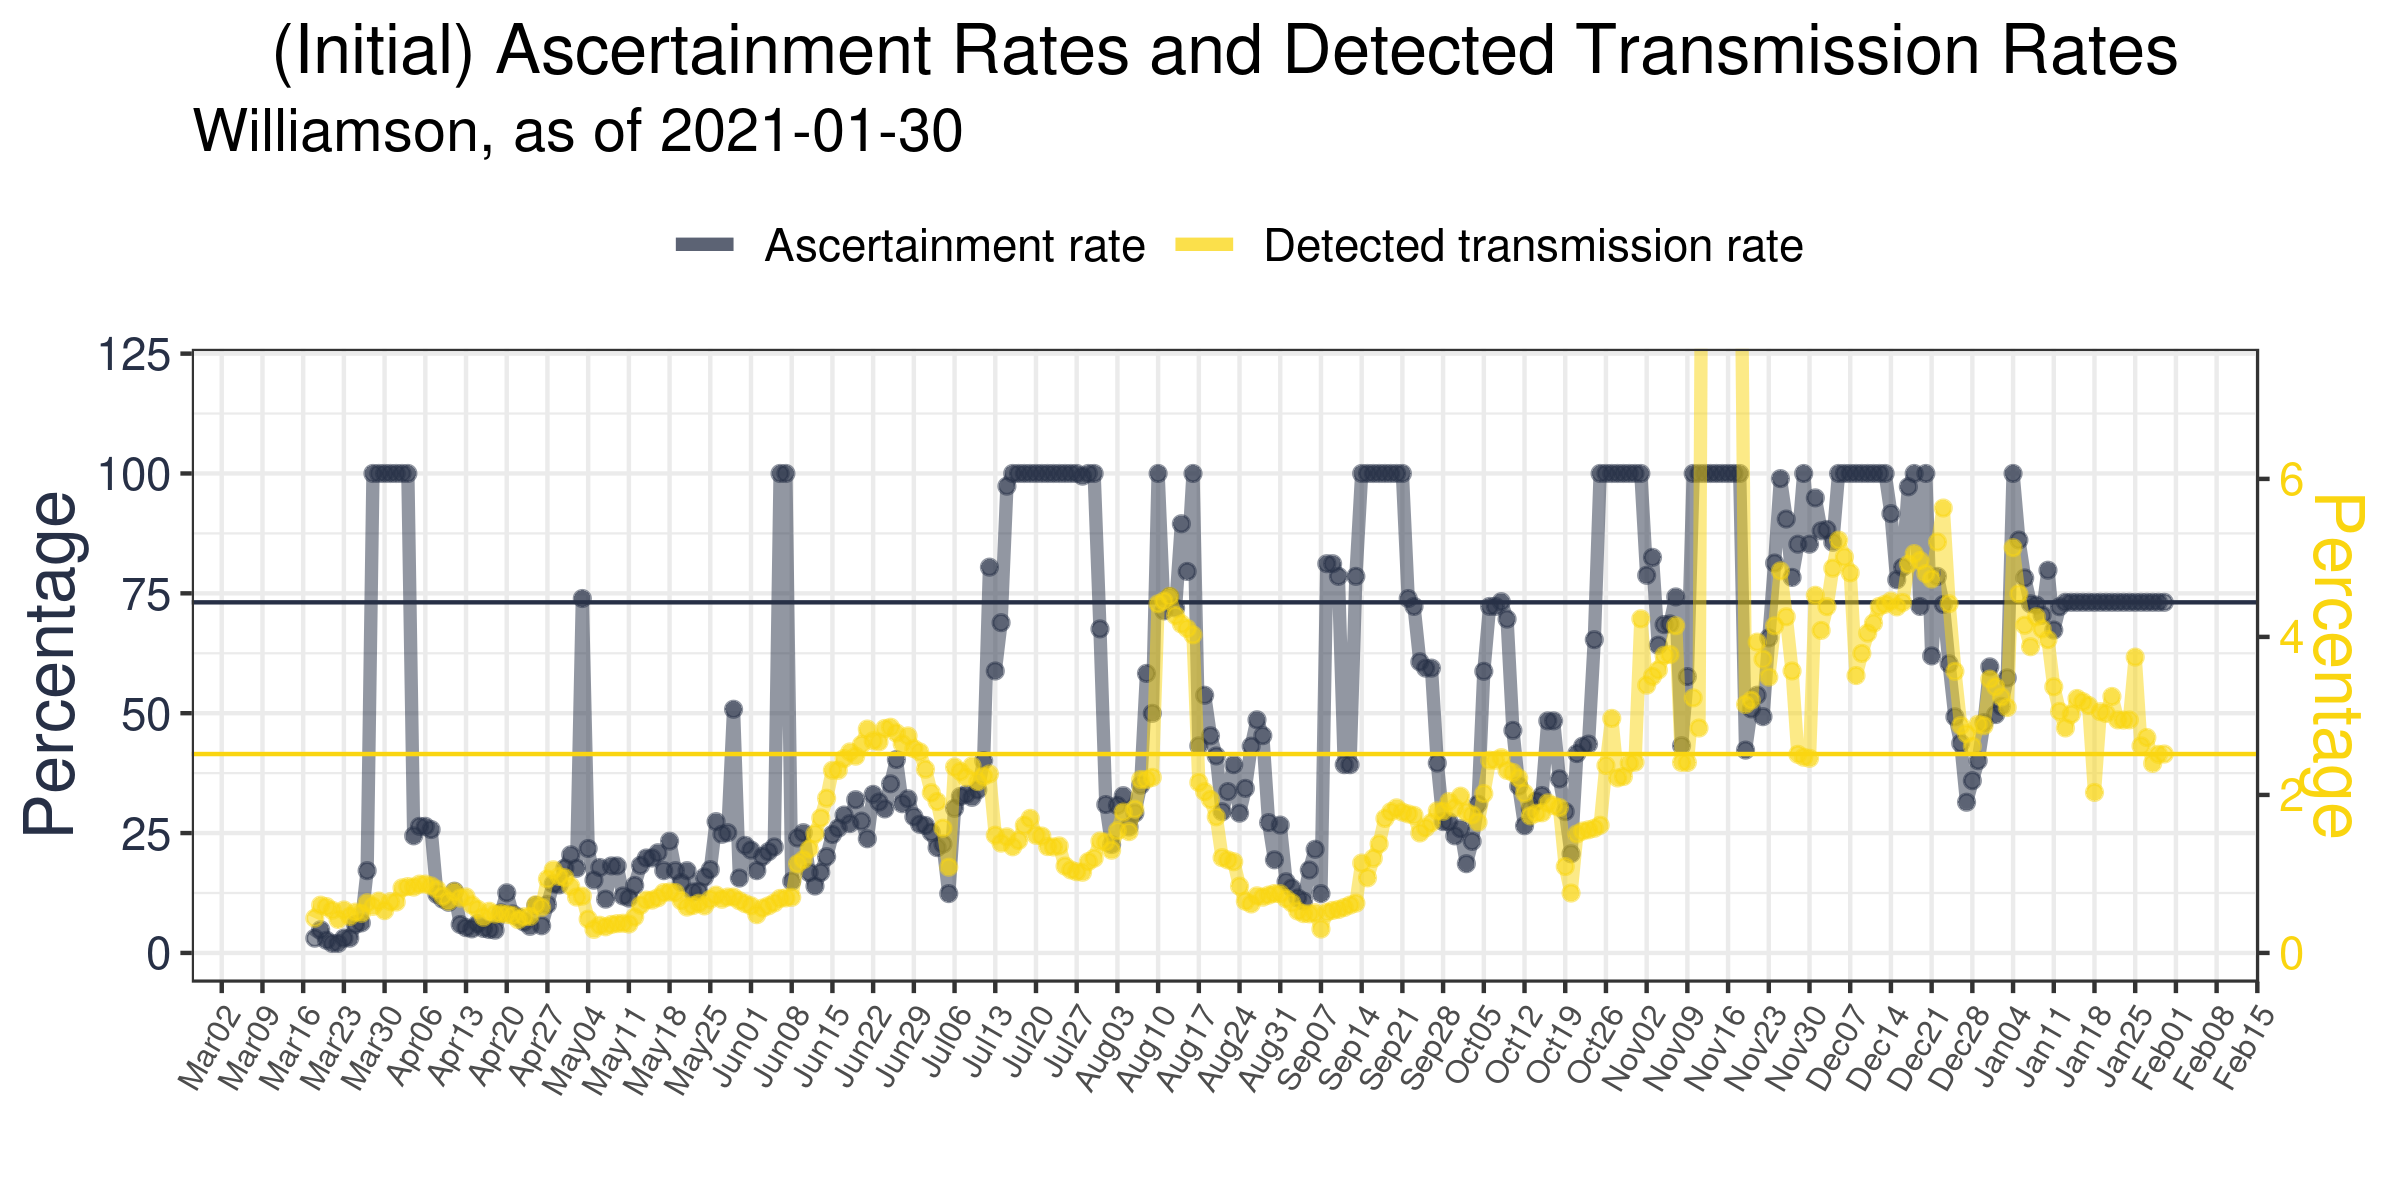 (Initial) Ascertainment Rates and Detected Transmission Rates
Williamson, as of 2021-01-30
Ascertainment rate
Detected transmission rate
Percentage
125
100
75
50
25
0
6
4
2
0
Percentage
Mar02
Mar09
Mar16
Mar23
Mar30
Apr06
Apr13
Apr20
Apr27
May04
May11
May18
May25
Jun01
Jun08
Jun15
Jun22
Jun29
Jul06
Jul13
Jul20
Jul27
Aug03
Aug10
Aug17
Aug24
Aug31
Sep07
Sep14
Sep21
Sep28
Oct05
Oct12
Oct19
Oct26
Nov02
Nov09
Nov16
Nov23
Nov30
Dec07
Dec14
Dec21
Dec28
Jan04
Jan11
Jan18
Jan25
Feb01
Feb08
Feb15